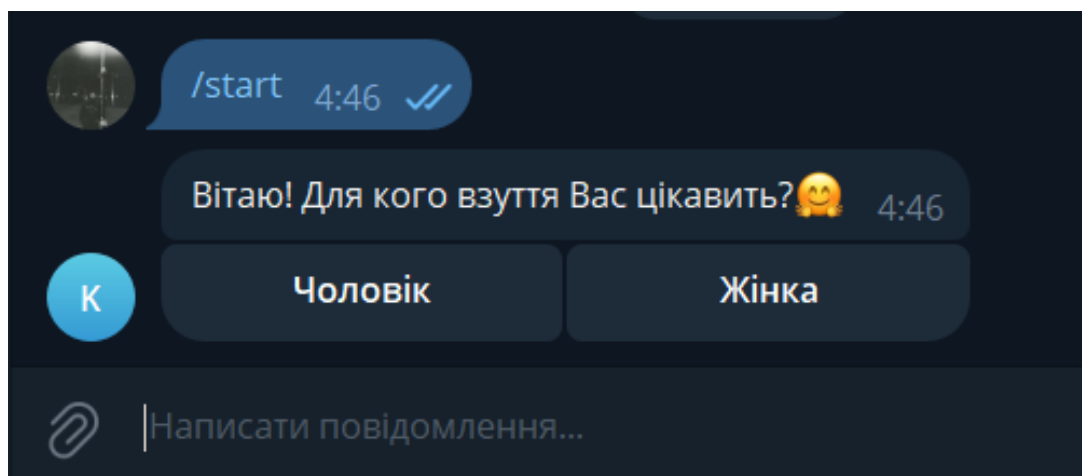 /start 4:46
Вітаю! Для кого взуття Вас цікавить?🤗 4:46
K
Чоловік Жінка
Написати повідомлення...